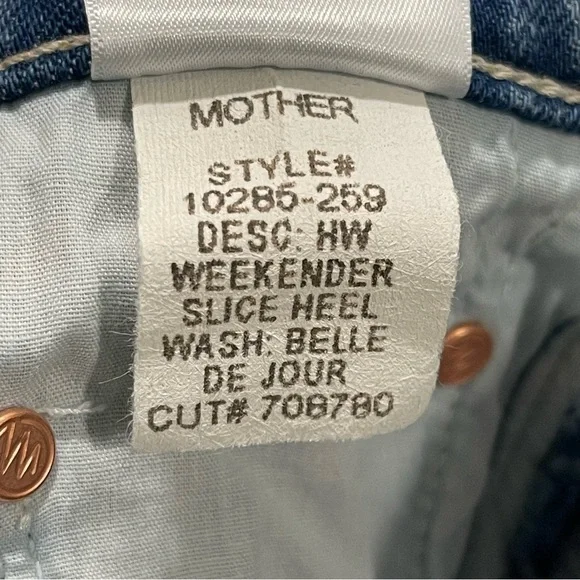 MOTHER
STYLE#
10285-259
DESC: HW
WEEKENDER
SLICE HEEL
WASH: BELLE
DE JOUR
CUT# 708780